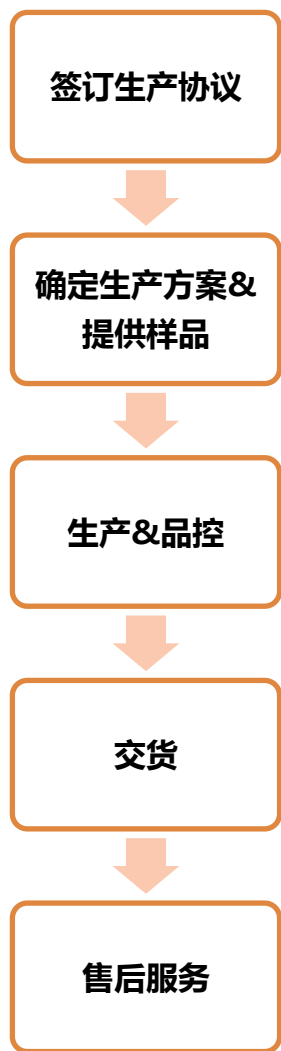 签订生产协议
确定生产方案&
提供样品
生产&品控
交货
售后服务